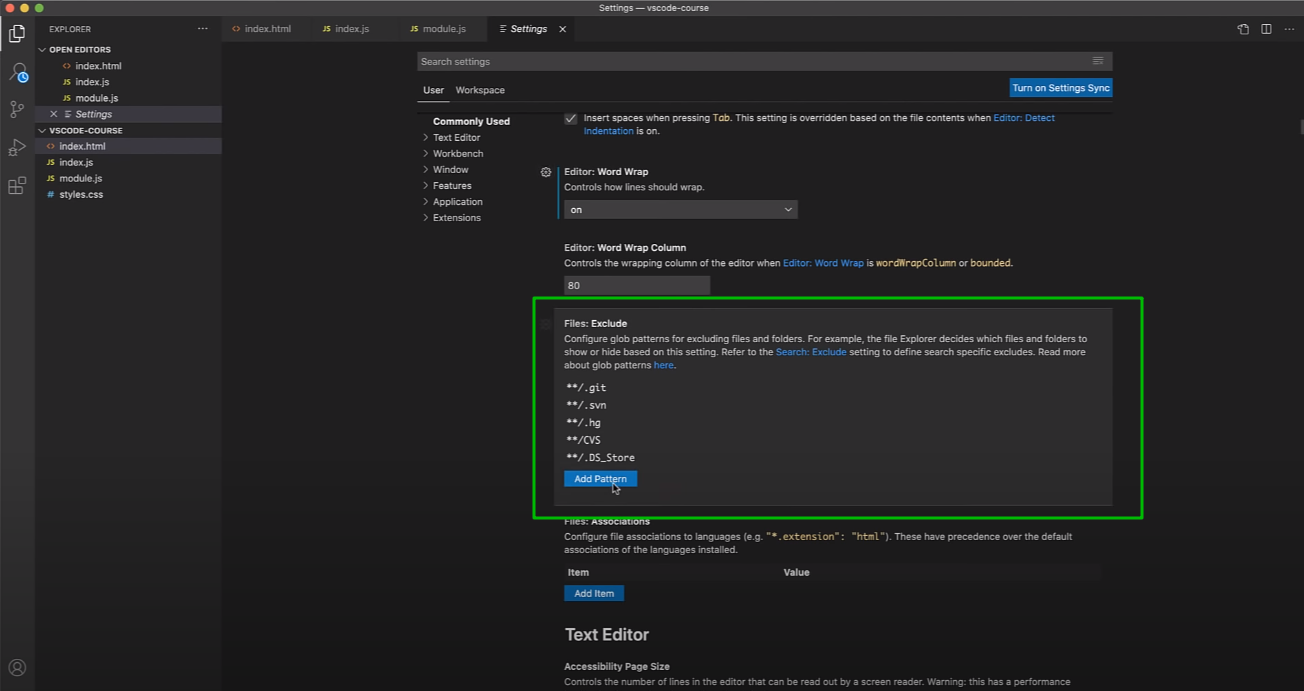 Settings — vscode-course
EXPLORER
index.html
JS index.js
JS module.js
Settings
OPEN EDITORS
index.html
JS index.js
JS module.js
Settings
VSCODE-COURSE
index.html
JS index.js
JS module.js
# styles.css
Search settings
User Workspace
Turn on Settings Sync
Commonly Used
Text Editor
Workbench
Window
Features
Application
Extensions
Insert spaces when pressing Tab. This setting is overridden based on the file contents when Editor: Detect
Indentation is on.
Editor: Word Wrap
Controls how lines should wrap.
on
Editor: Word Wrap Column
Controls the wrapping column of the editor when Editor: Word Wrap is wordWrapColumn or bounded.
80
Files: Exclude
Configure glob patterns for excluding files and folders. For example, the file Explorer decides which files and folders to
show or hide based on this setting. Refer to the Search: Exclude setting to define search specific excludes. Read more
about glob patterns here.
**/.git
**/.svn
**/.hg
**/CVS
**/.DS_Store
Add Pattern
Files: Associations
Configure file associations to languages (e.g. "*.extension": "html"). These have precedence over the default
associations of the languages installed.
Item Value
Add Item
Text Editor
Accessibility Page Size
Controls the number of lines in the editor that can be read out by a screen reader. Warning: this has a performance